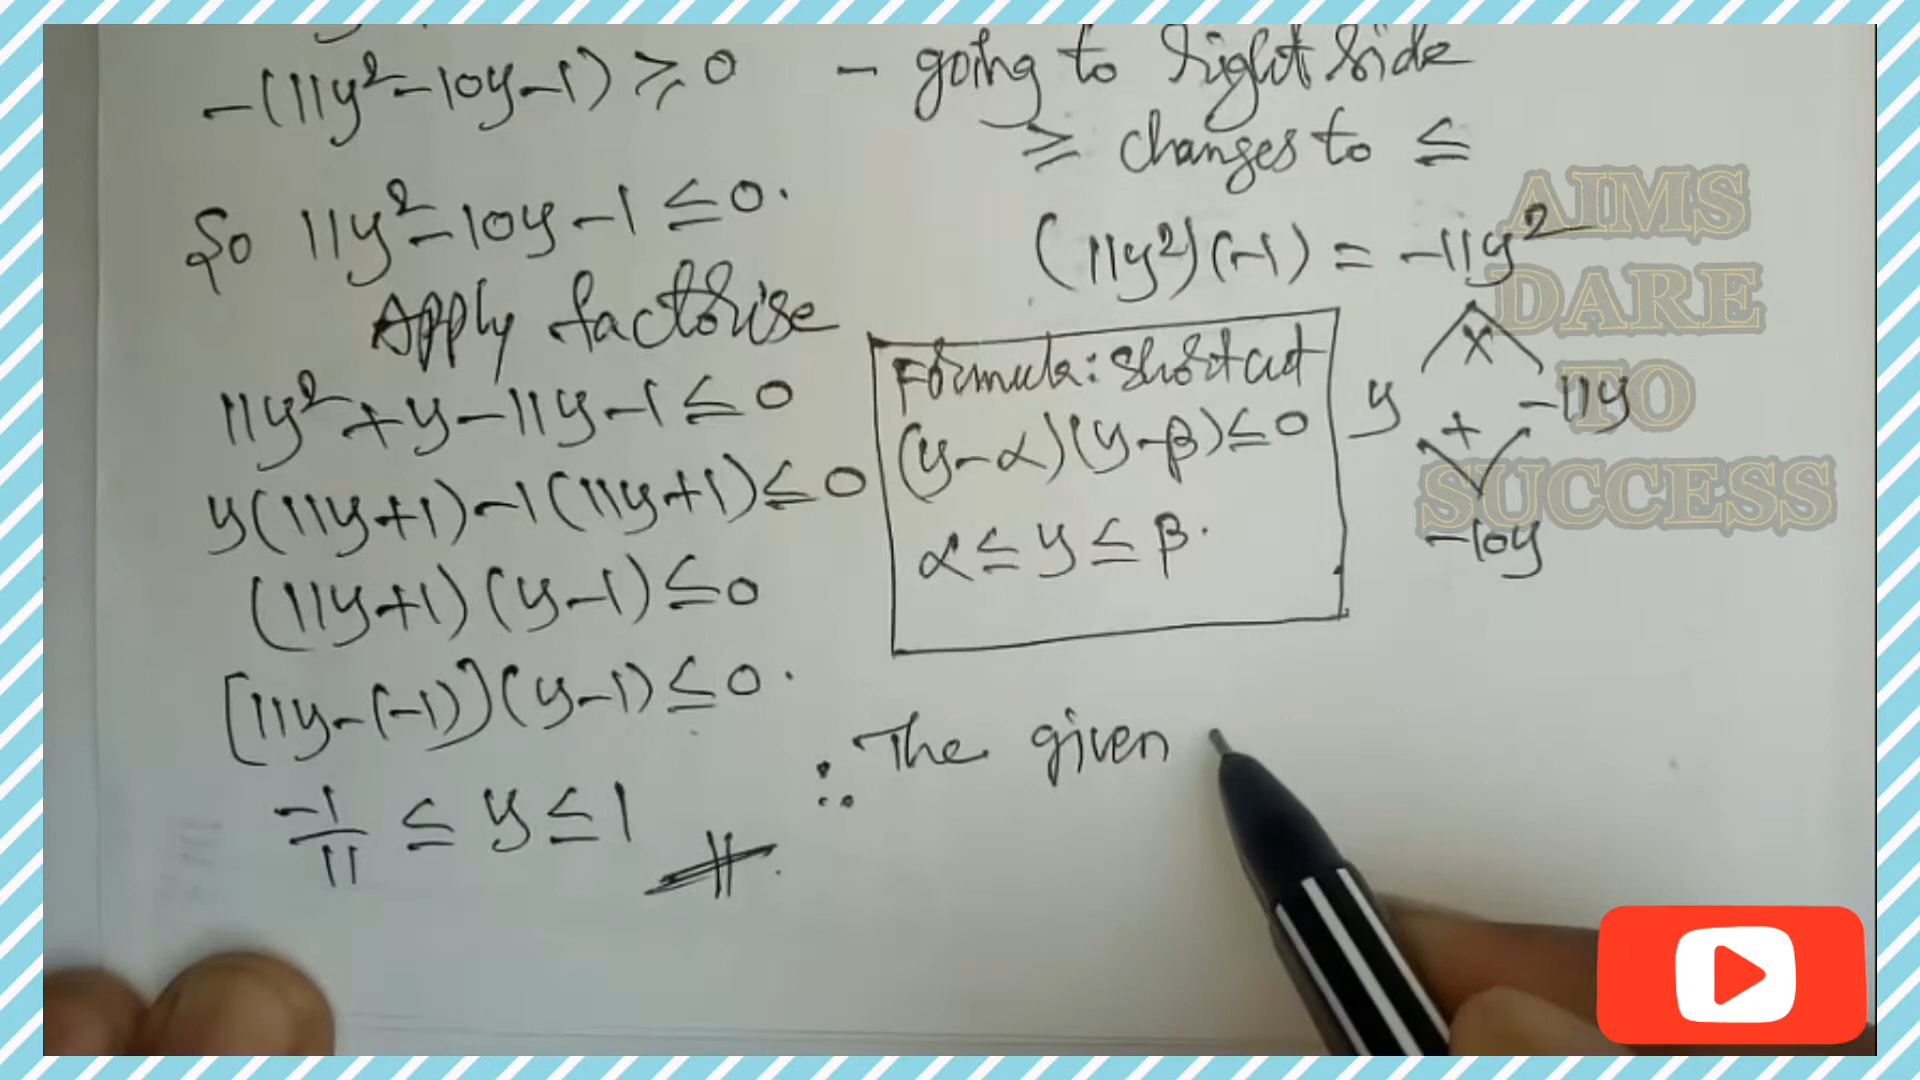 -(11y²-10y-1) ≥ 0 - going to right side
≥ changes to ≤
So 11y²-10y-1 ≤ 0.
(11y²)(-1) = -11y²
Apply factorise
×
y -11y
+
-10y
11y²+y-11y-1 ≤ 0
y(11y+1)-1(11y+1) ≤ 0
(11y+1)(y-1) ≤ 0
[11y-(-1)](y-1) ≤ 0.
-1/11 ≤ y ≤ 1
Formula: Shortcut
(y-α)(y-β) ≤ 0
α ≤ y ≤ β.
∴ The given
AIMS
DARE
TO
SUCCESS